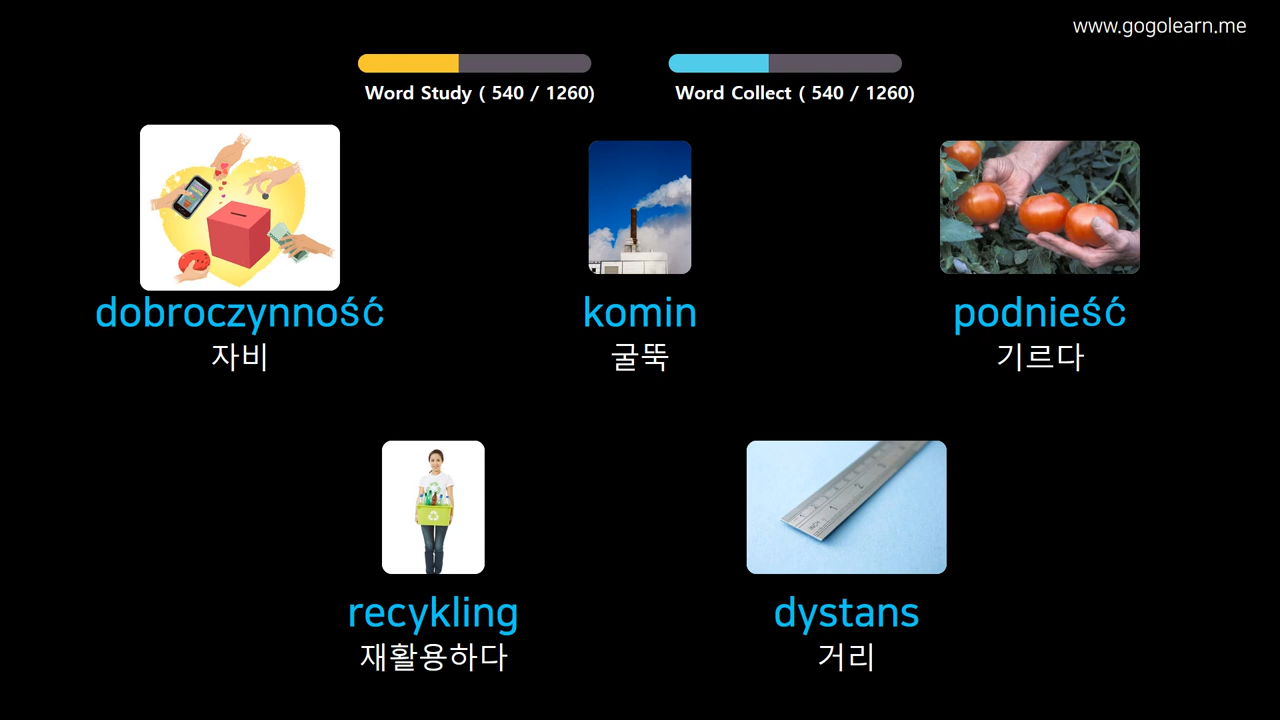 www.gogolearn.me
Word Study ( 540 / 1260)
Word Collect ( 540 / 1260)
dobroczynność
자비
komin
굴뚝
podnieść
기르다
recykling
재활용하다
dystans
거리